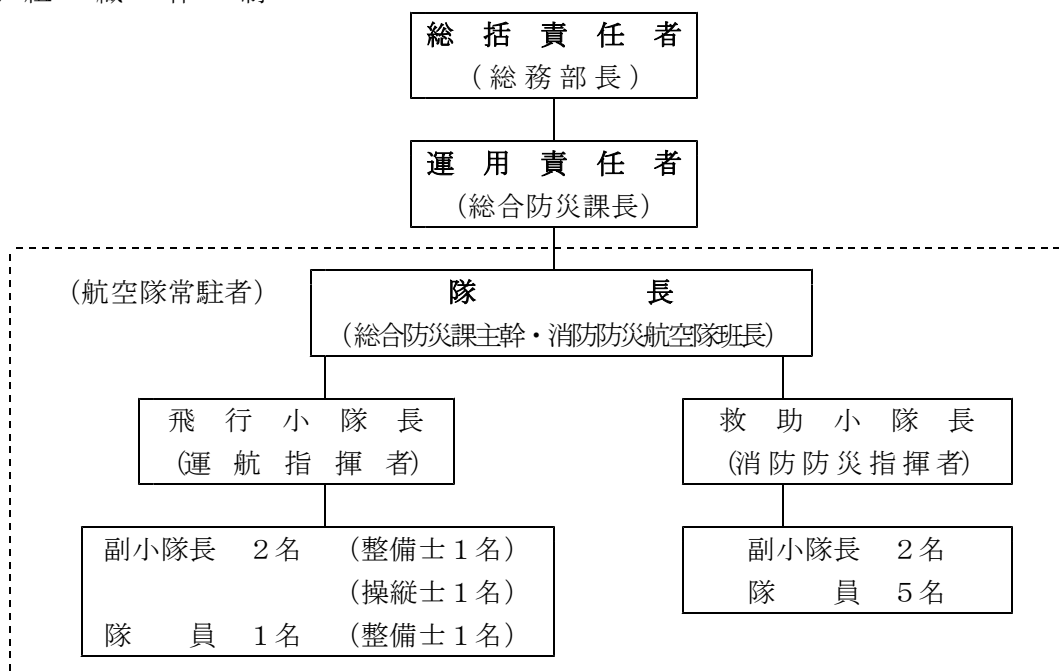 総括責任者
(総務部長)
運用責任者
(総合防災課長)
(航空隊常駐者)
隊　　　長
(総合防災課主幹・消防防災航空隊班長)
飛行小隊長
(運航指揮者)
救助小隊長
(消防防災指揮者)
副小隊長　２名　(整備士１名)
(操縦士１名)
隊　　員　１名　(整備士１名)
副小隊長　２名
隊　　員　５名